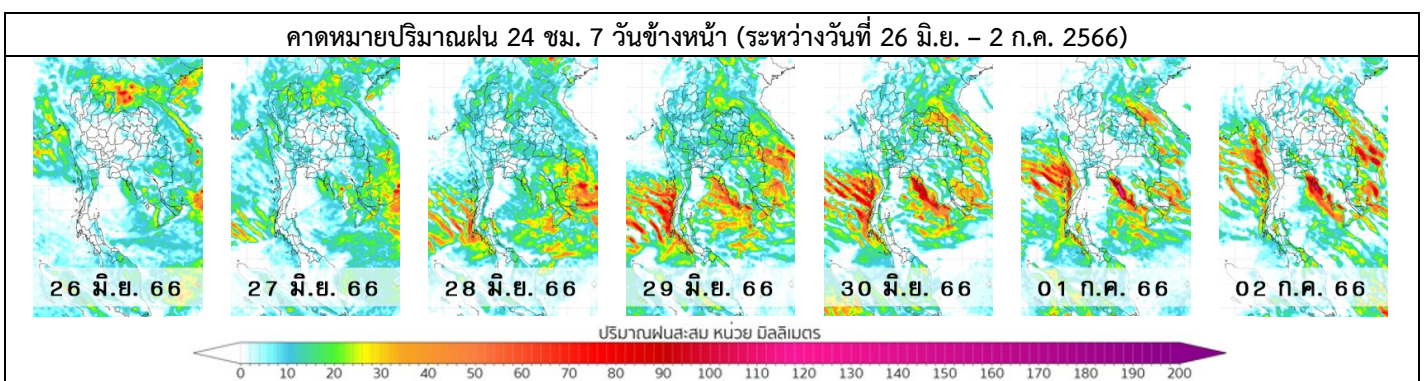 คาดหมายปริมาณฝน 24 ชม. 7 วันข้างหน้า (ระหว่างวันที่ 26 มิ.ย. – 2 ก.ค. 2566)
26 มิ.ย. 66 27 มิ.ย. 66 28 มิ.ย. 66 29 มิ.ย. 66 30 มิ.ย. 66 01 ก.ค. 66 02 ก.ค. 66
ปริมาณฝนสะสม หน่วย มิลลิเมตร
0 10 20 30 40 50 60 70 80 90 100 110 120 130 140 150 160 170 180 190 200